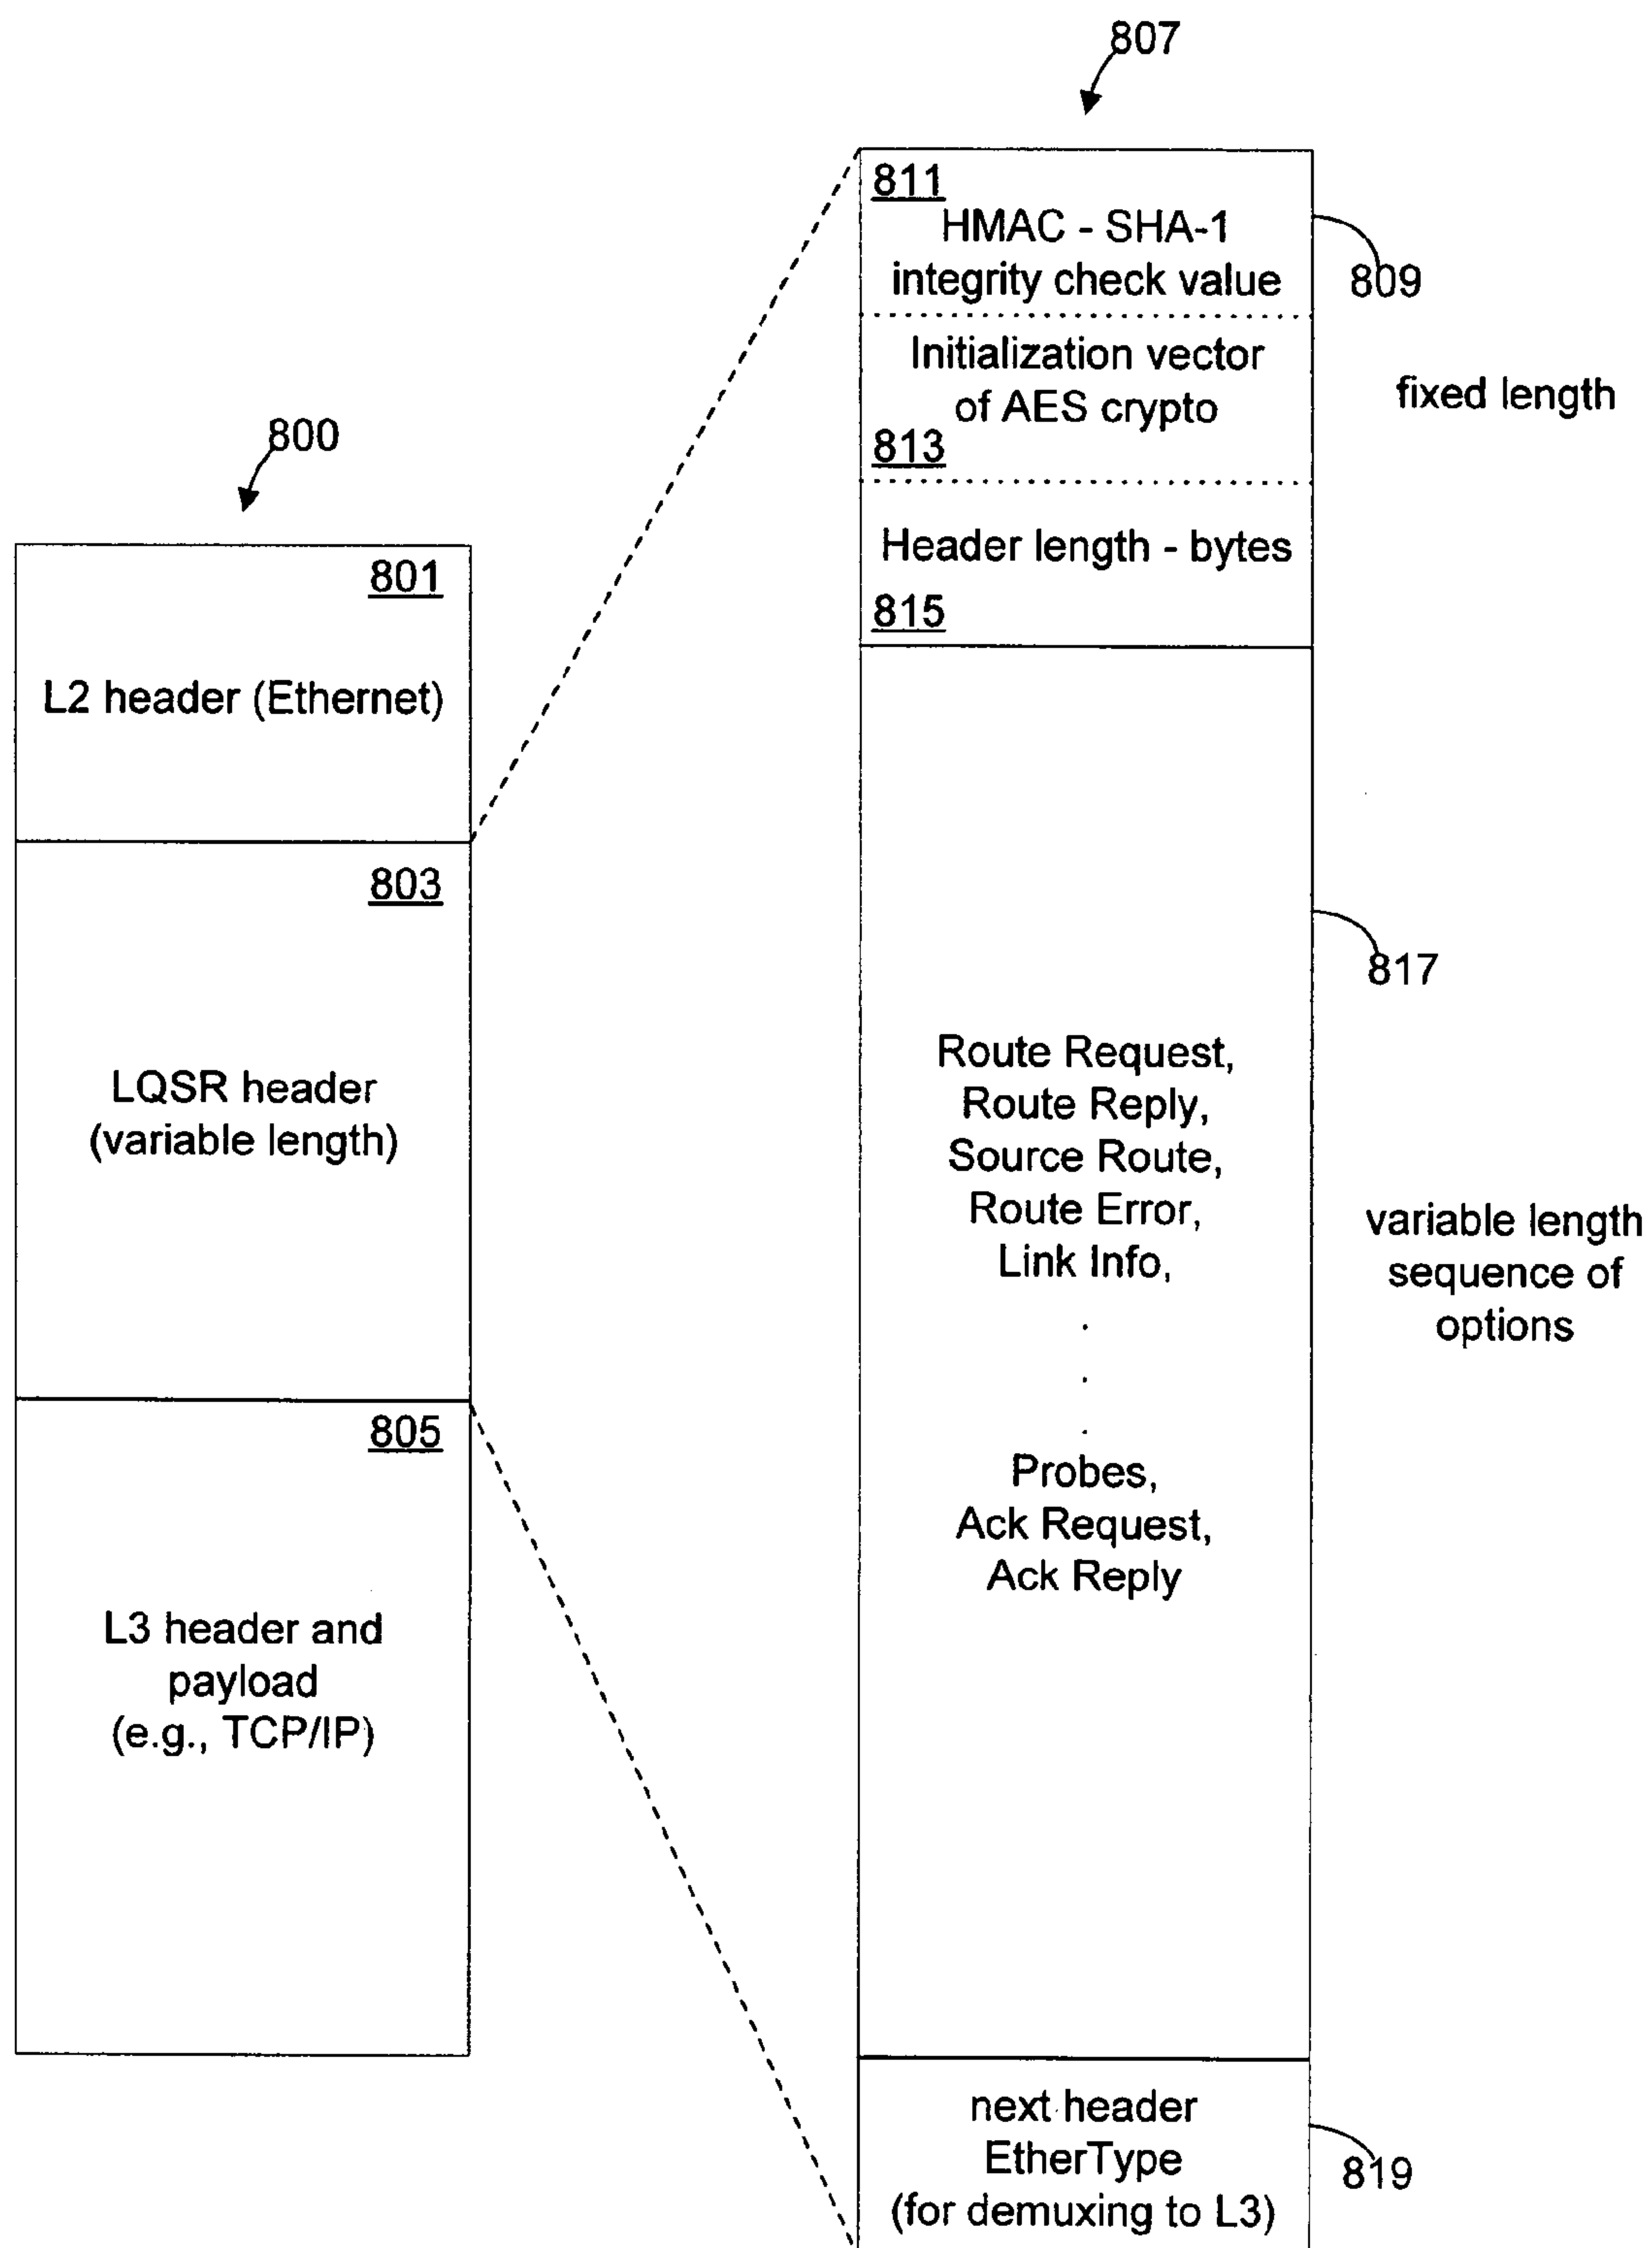 800
801
L2 header (Ethernet)
803
LQSR header
(variable length)
805
L3 header and
payload
(e.g., TCP/IP)
807
811
HMAC - SHA-1
integrity check value
809
Initialization vector
of AES crypto
813
fixed length
Header length - bytes
815
817
Route Request,
Route Reply,
Source Route,
Route Error,
Link Info,
.
.
.
Probes,
Ack Request,
Ack Reply
variable length
sequence of
options
next header
EtherType
(for demuxing to L3)
819